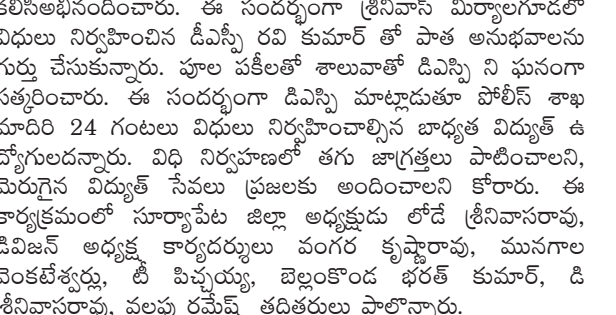 కలిసిఅభినందించారు. ఈ సందర్భంగా శ్రీనివాస్ మిర్యాలగూడలో
విధులు నిర్వహించిన డీఎస్పీ రవి కుమార్ తో పాత అనుభవాలను
గుర్తు చేసుకున్నారు. పూల పకీలతో శాలువాతో డిఎస్పి ని ఘనంగా
సత్కరించారు. ఈ సందర్భంగా డిఎస్పి మాట్లాడుతూ పోలీస్ శాఖ
మాదిరి 24 గంటలు విధులు నిర్వహించాల్సిన బాధ్యత విద్యుత్ ఉ
ద్యోగులదన్నారు. విధి నిర్వహణలో తగు జాగ్రత్తలు పాటించాలని,
మెరుగైన విద్యుత్ సేవలు ప్రజలకు అందించాలని కోరారు. ఈ
కార్యక్రమంలో సూర్యాపేట జిల్లా అధ్యక్షుడు లోడే శ్రీనివాసరావు,
డివిజన్ అధ్యక్ష కార్యదర్శులు వంగర కృష్ణారావు, మునగాల
వెంకటేశ్వర్లు, టీ పిచ్చయ్య, బెల్లంకొండ భరత్ కుమార్, డి
శ్రీనివాసరావు, వలపు రమేష్ తదితరులు పాల్గొన్నారు.